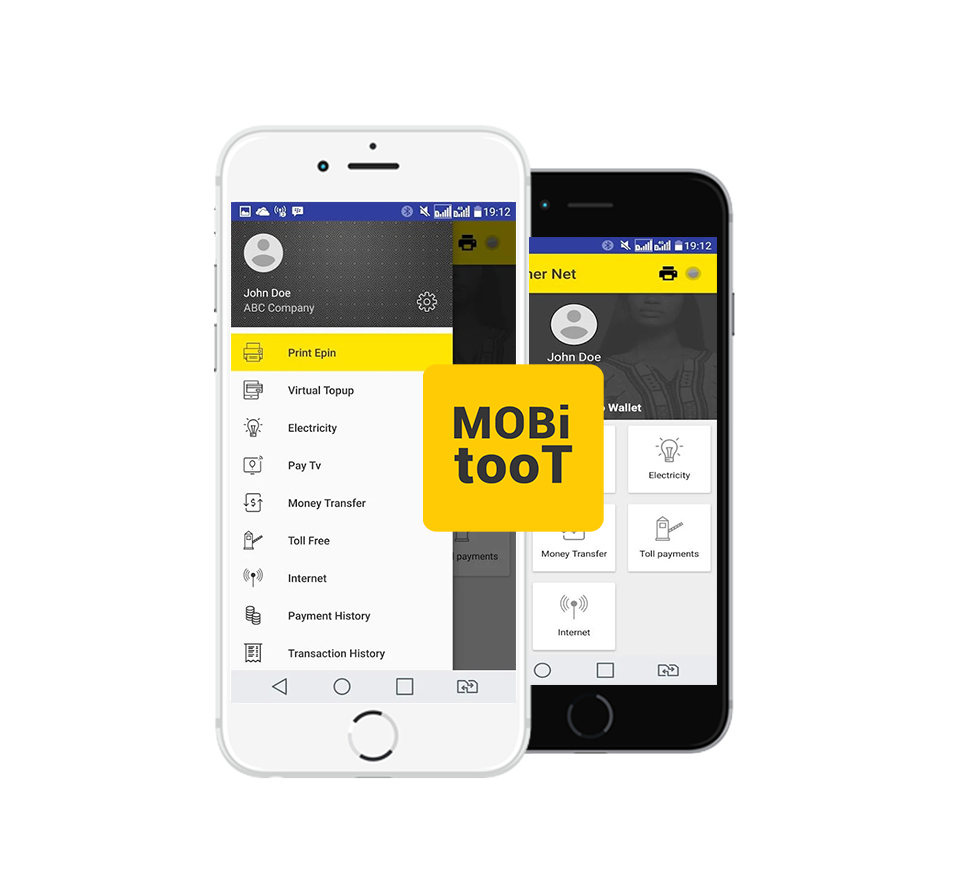 19:12
John Doe
ABC Company
Print Epin
Virtual Topup
Electricity
Pay Tv
Money Transfer
Toll Free
Internet
Payment History
Transaction History
payments
MOBi
tooT
19:12
Net
John Doe
Wallet
Electricity
Money Transfer
Toll payments
Internet